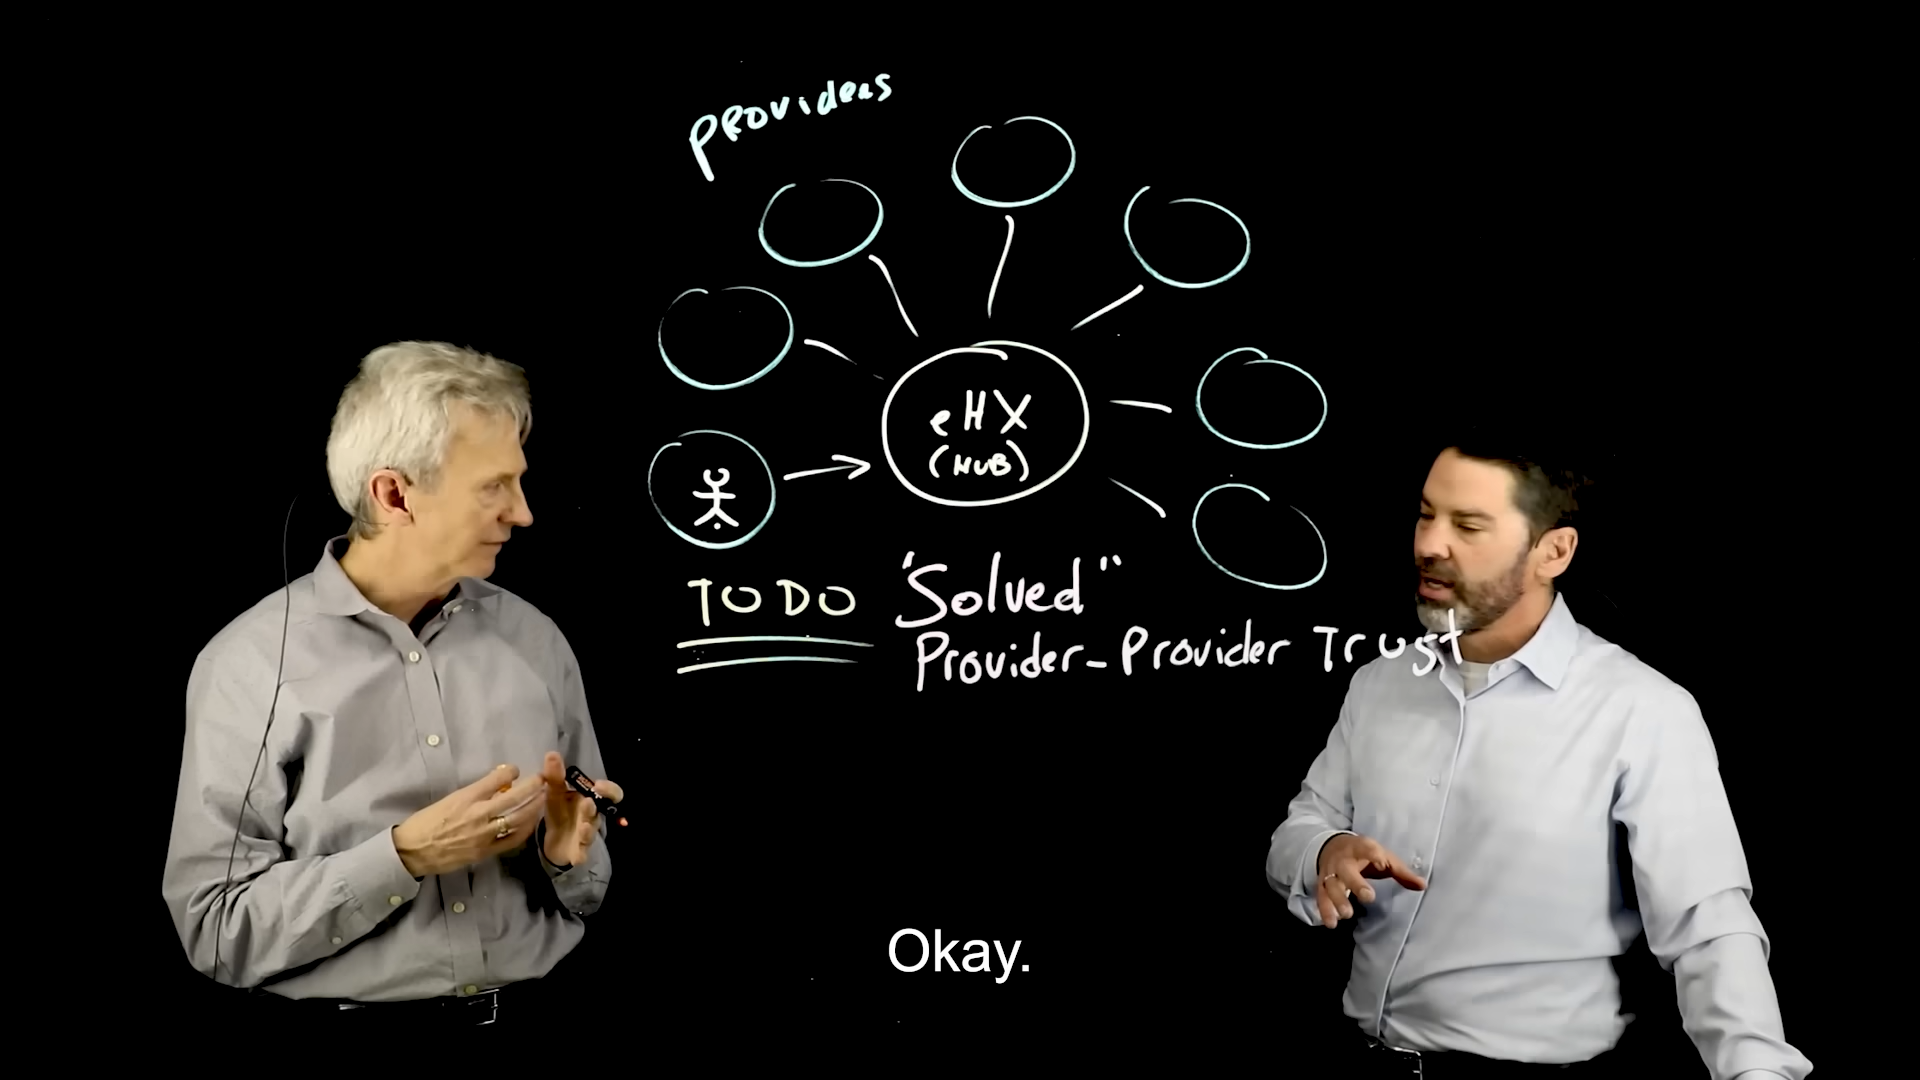 Providers
eHX
(HUB)
TODO
"Solved"
Provider-Provider Trust
Okay.